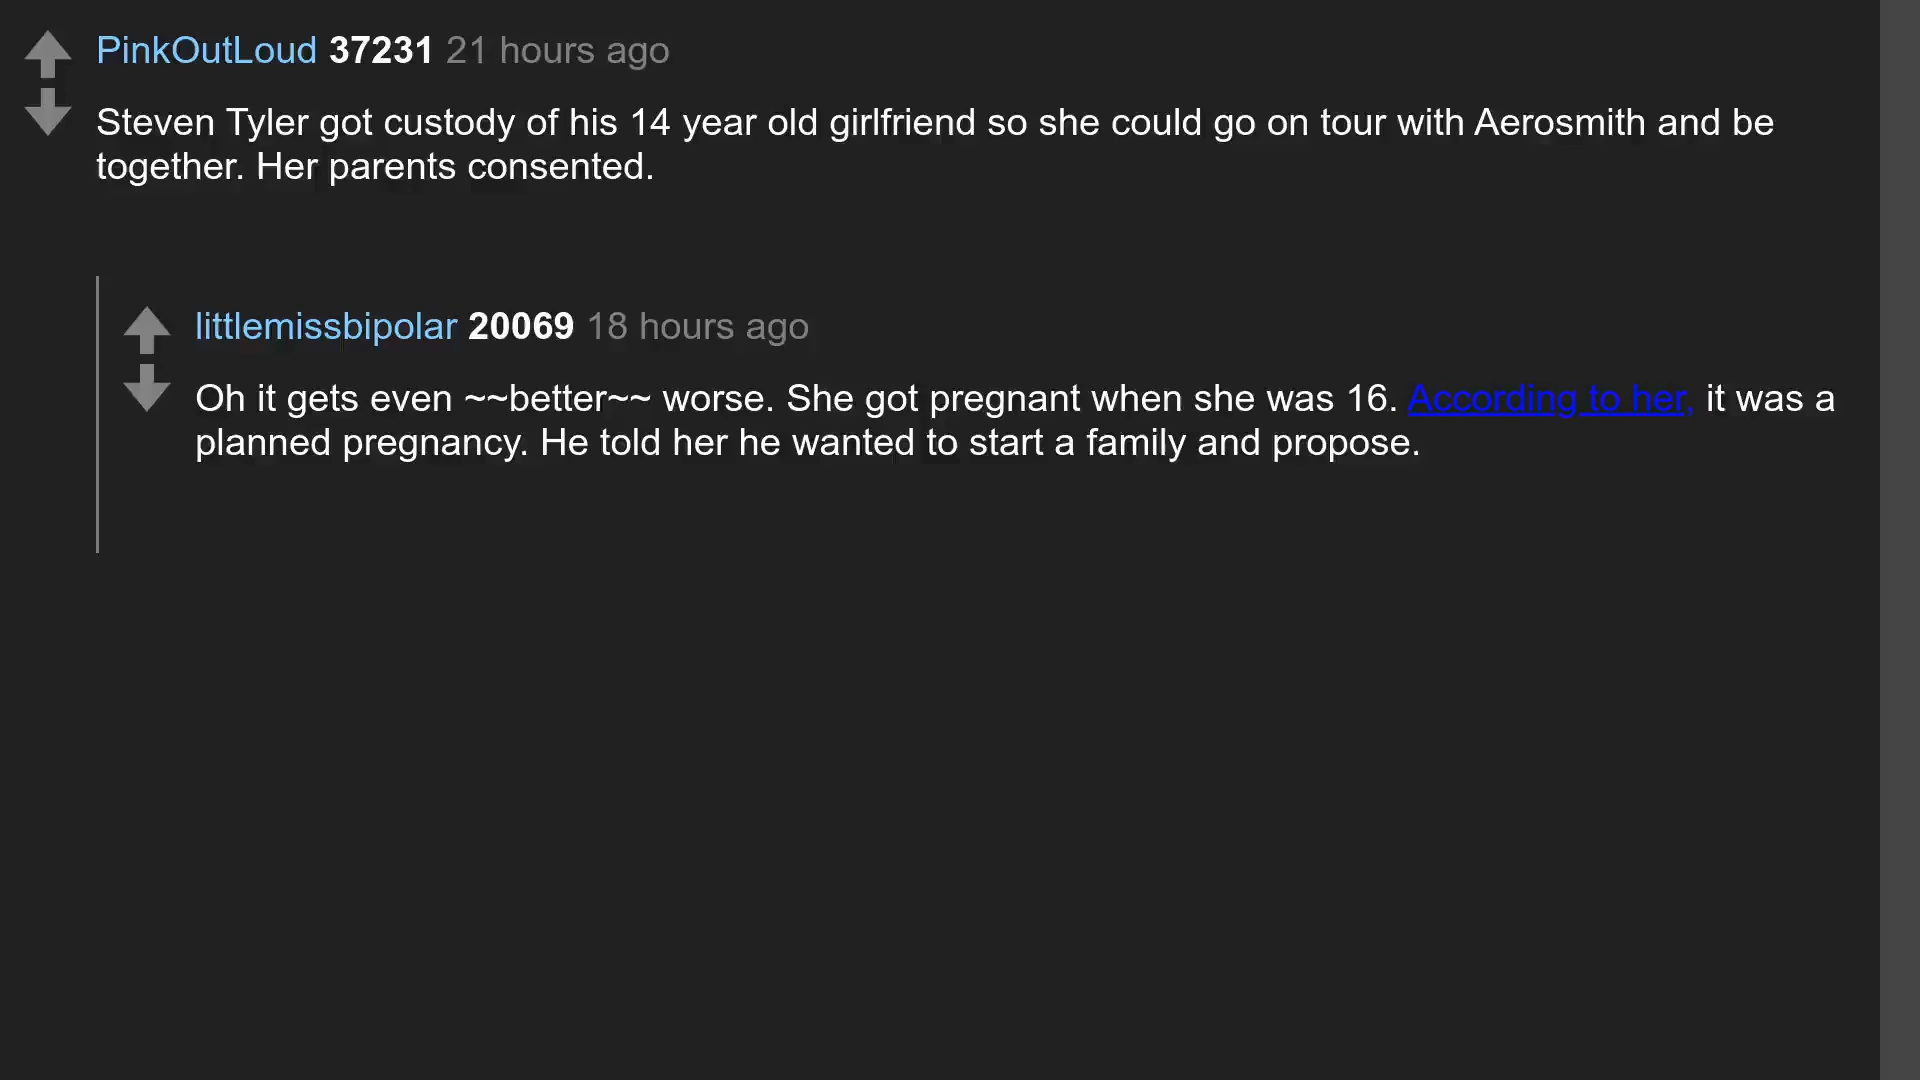 PinkOutLoud 37231 21 hours ago
Steven Tyler got custody of his 14 year old girlfriend so she could go on tour with Aerosmith and be
together. Her parents consented.
littlemissbipolar 20069 18 hours ago
Oh it gets even ~~better~~ worse. She got pregnant when she was 16. According to her, it was a
planned pregnancy. He told her he wanted to start a family and propose.